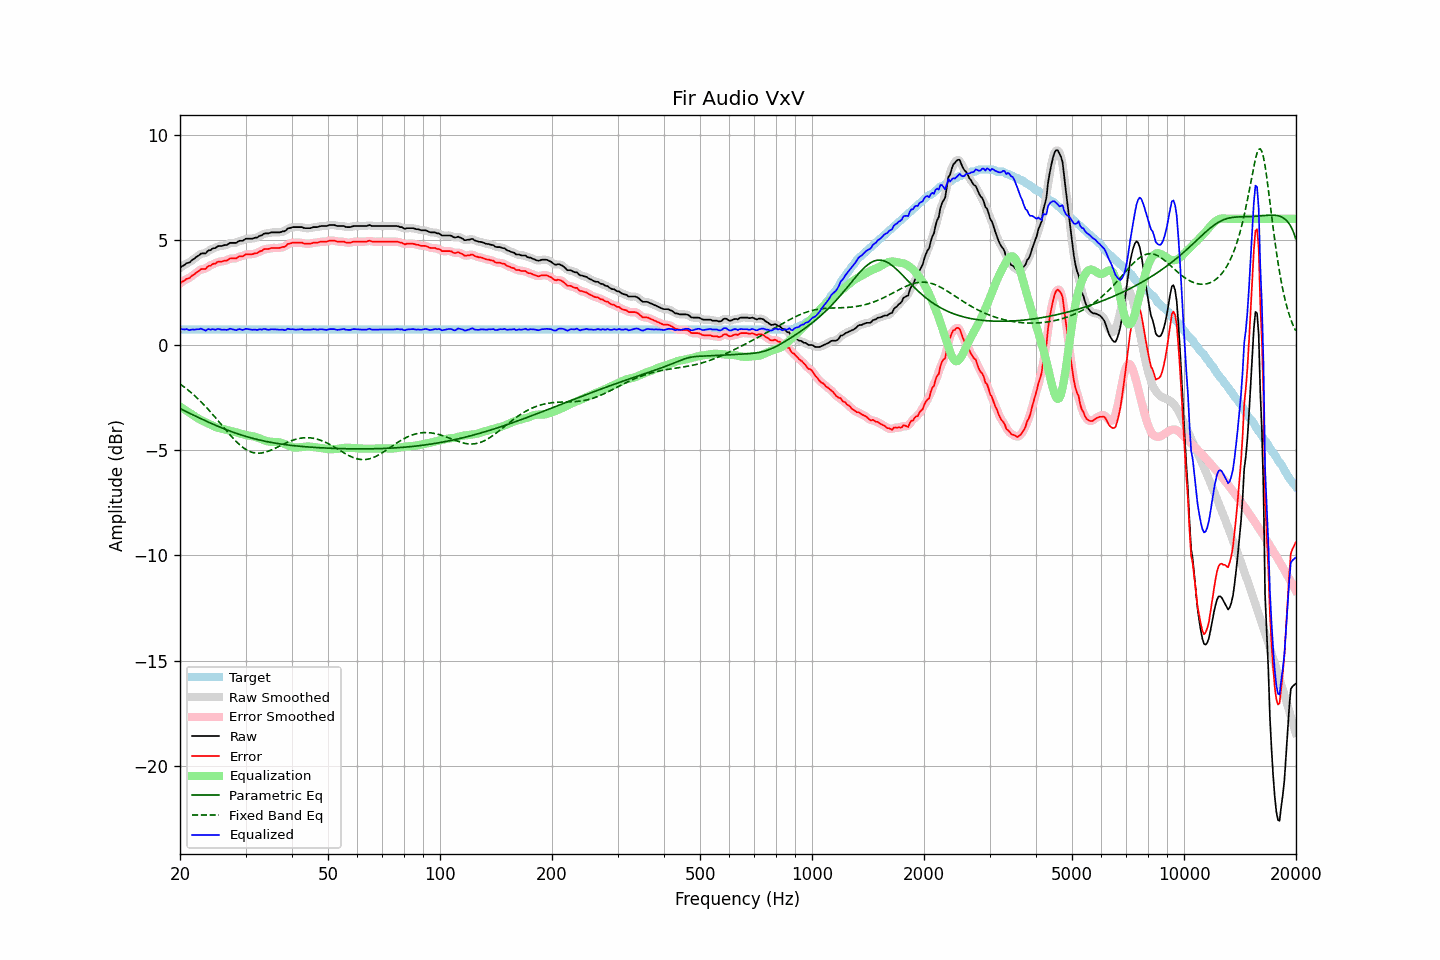 Fir Audio VxV
10
5
0
−5
−10
−15
−20
Amplitude (dBr)
Target
Raw Smoothed
Error Smoothed
Raw
Error
Equalization
Parametric Eq
Fixed Band Eq
Equalized
20 50 100 200 500 1000 2000 5000 10000 20000
Frequency (Hz)